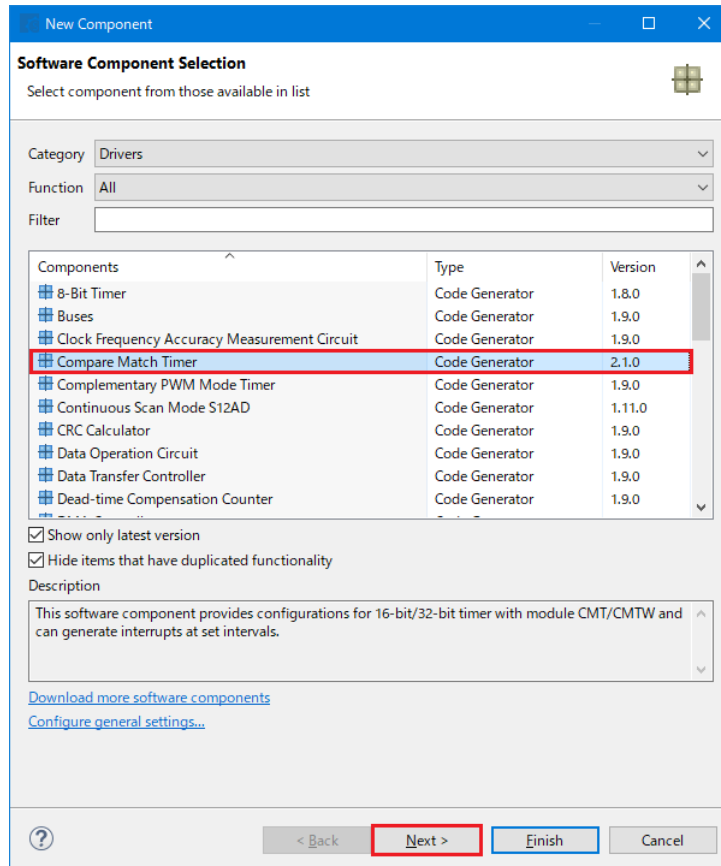 New Component
Software Component Selection
Select component from those available in list
Category Drivers
Function All
Filter
Components Type Version
8-Bit Timer Code Generator 1.8.0
Buses Code Generator 1.9.0
Clock Frequency Accuracy Measurement Circuit Code Generator 1.9.0
Compare Match Timer Code Generator 2.1.0
Complementary PWM Mode Timer Code Generator 1.9.0
Continuous Scan Mode S12AD Code Generator 1.11.0
CRC Calculator Code Generator 1.9.0
Data Operation Circuit Code Generator 1.9.0
Data Transfer Controller Code Generator 1.9.0
Dead-time Compensation Counter Code Generator 1.9.0
Show only latest version
Hide items that have duplicated functionality
Description
This software component provides configurations for 16-bit/32-bit timer with module CMT/CMTW and
can generate interrupts at set intervals.
Download more software components
Configure general settings...
? < Back Next > Finish Cancel